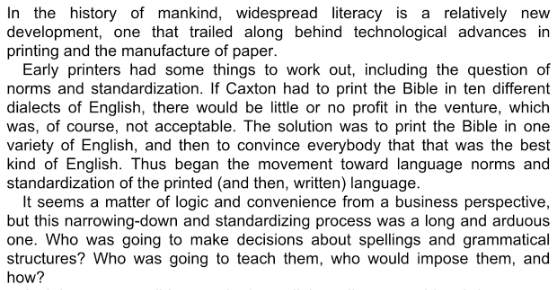 In the history of mankind, widespread literacy is a relatively new
development, one that trailed along behind technological advances in
printing and the manufacture of paper.
Early printers had some things to work out, including the question of
norms and standardization. If Caxton had to print the Bible in ten different
dialects of English, there would be little or no profit in the venture, which
was, of course, not acceptable. The solution was to print the Bible in one
variety of English, and then to convince everybody that that was the best
kind of English. Thus began the movement toward language norms and
standardization of the printed (and then, written) language.
It seems a matter of logic and convenience from a business perspective,
but this narrowing-down and standardizing process was a long and arduous
one. Who was going to make decisions about spellings and grammatical
structures? Who was going to teach them, who would impose them, and
how?